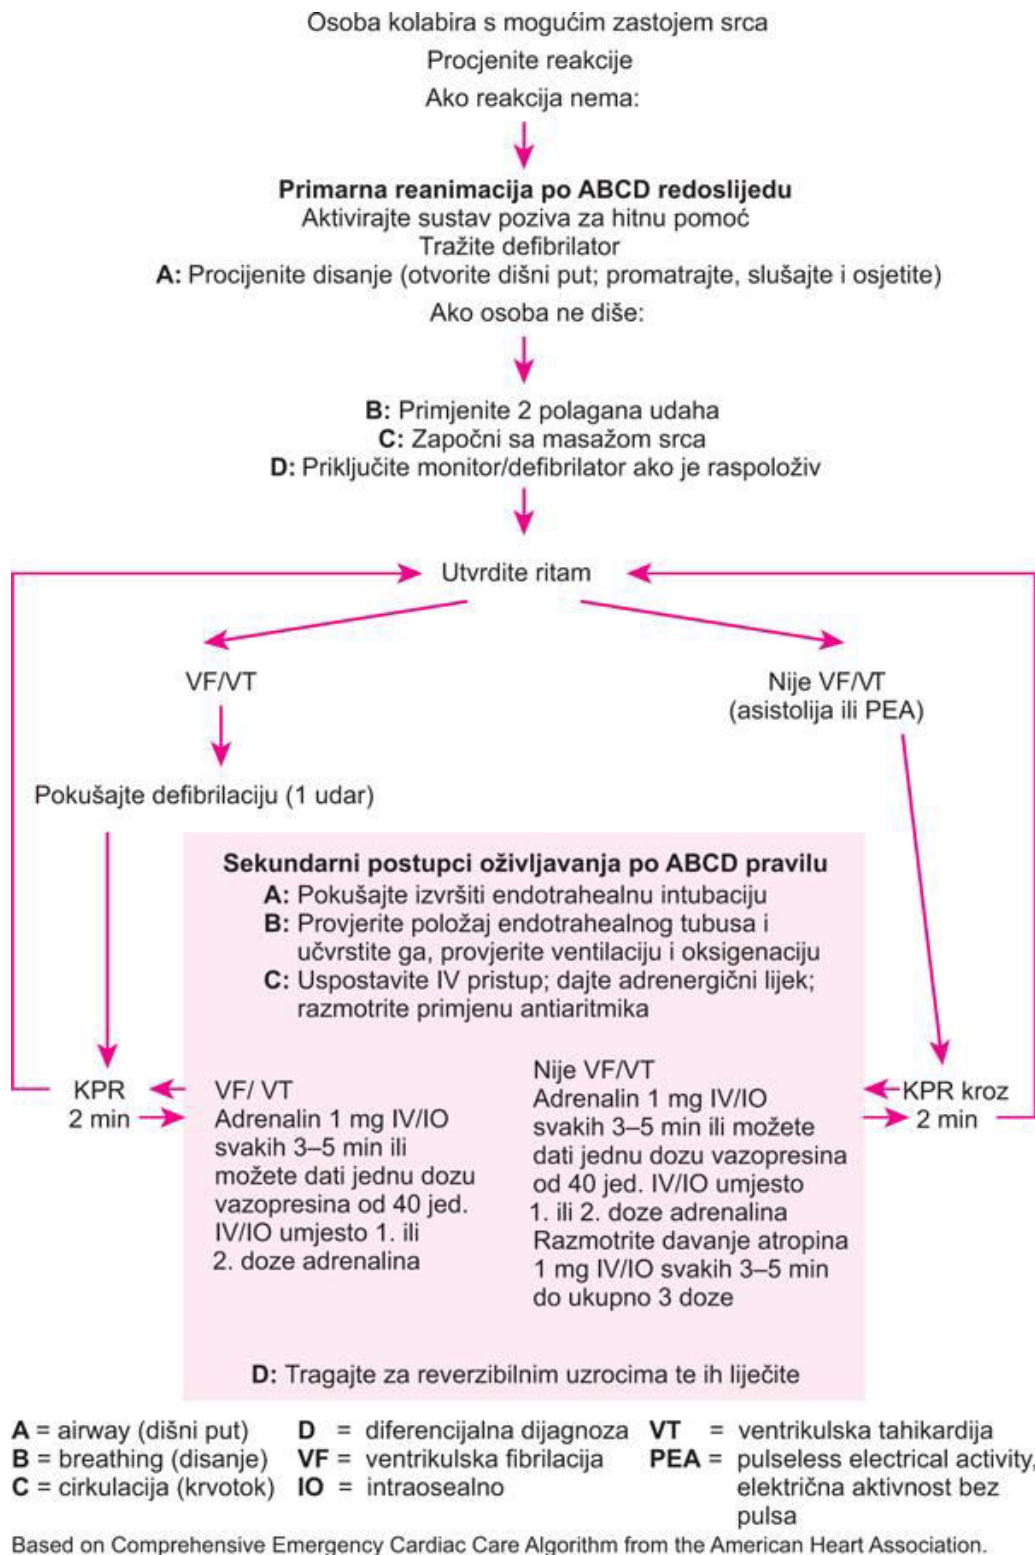 Osoba kolabira s mogućim zastojem srca
Procjenite reakcije
Ako reakcija nema:
Primarna reanimacija po ABCD redoslijedu
Aktivirajte sustav poziva za hitnu pomoć
Tražite defibrilator
A: Procijenite disanje (otvorite dišni put; promatrajte, slušajte i osjetite)
Ako osoba ne diše:
B: Primjenite 2 polagana udaha
C: Započni sa masažom srca
D: Priključite monitor/defibrilator ako je raspoloživ
Utvrdite ritam
VF/VT
Pokušajte defibrilaciju (1 udar)
Nije VF/VT
(asistolija ili PEA)
Sekundarni postupci oživljavanja po ABCD pravilu
A: Pokušajte izvršiti endotrahealnu intubaciju
B: Provjerite položaj endotrahealnog tubusa i
učvrstite ga, provjerite ventilaciju i oksigenaciju
C: Uspostavite IV pristup; dajte adrenergični lijek;
razmotrite primjenu antiaritmika
KPR
2 min
VF/ VT
Adrenalin 1 mg IV/IO
svakih 3–5 min ili
možete dati jednu dozu
vazopresina od 40 jed.
IV/IO umjesto 1. ili
2. doze adrenalina
Nije VF/VT
Adrenalin 1 mg IV/IO
svakih 3–5 min ili možete
dati jednu dozu vazopresina
od 40 jed. IV/IO umjesto
1. ili 2. doze adrenalina
Razmotrite davanje atropina
1 mg IV/IO svakih 3–5 min
do ukupno 3 doze
KPR kroz
2 min
D: Tragajte za reverzibilnim uzrocima te ih liječite
A = airway (dišni put)
B = breathing (disanje)
C = cirkulacija (krvotok)
D = diferencijalna dijagnoza
VF = ventrikulska fibrilacija
IO = intraosealno
VT = ventrikulska tahikardija
PEA = pulseless electrical activity,
električna aktivnost bez
pulsa
Based on Comprehensive Emergency Cardiac Care Algorithm from the American Heart Association.